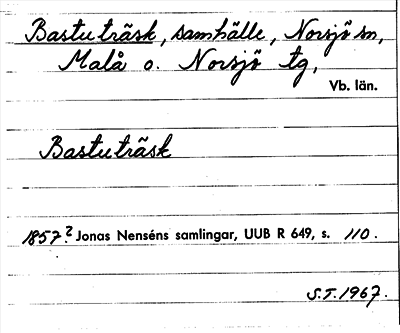 Bastuträsk, samhälle, Norsjö sn,
Malå o. Norsjö tg,
Vb. län.
Bastuträsk
1857? Jonas Nenséns samlingar, UUB R 649, s. 110.
S.T. 1967.